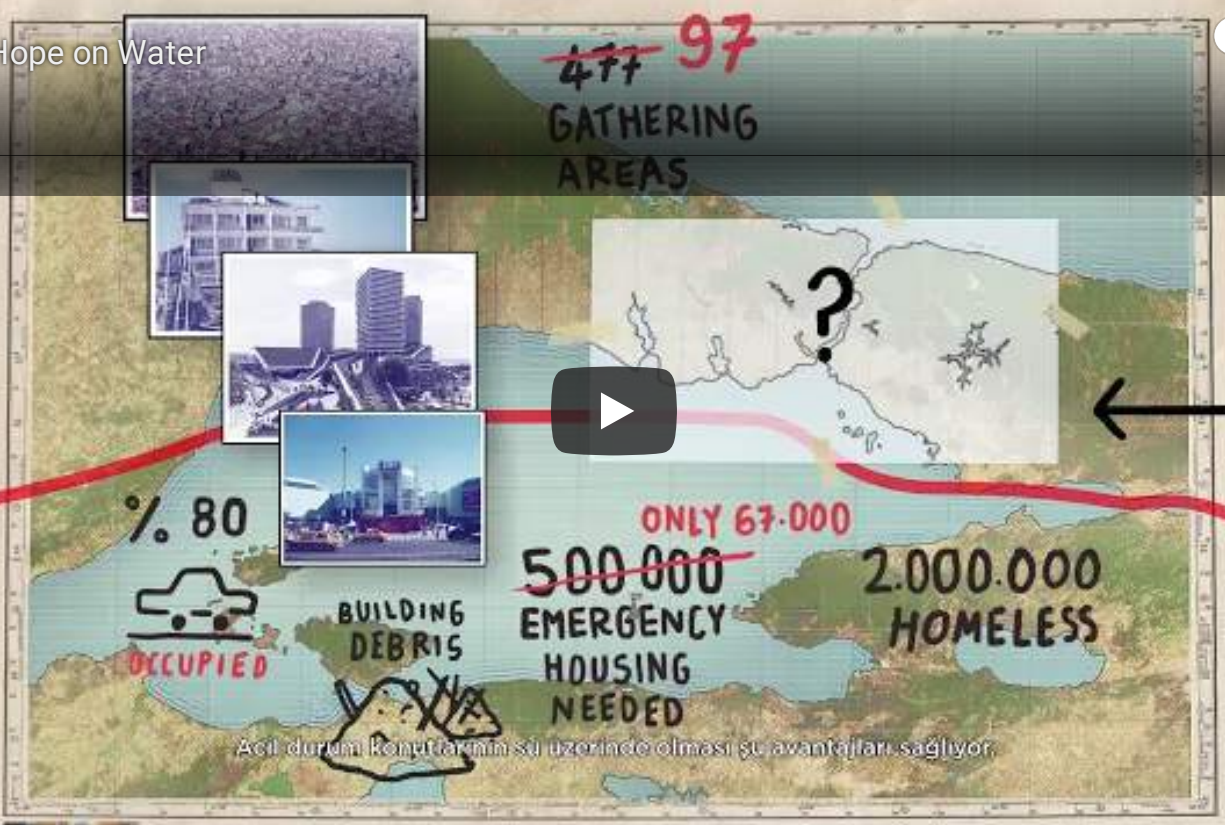 Hope on Water
477 97
GATHERING
AREAS
?
% 80
OCCUPIED
BUILDING
DEBRIS
ONLY 67.000
500.000
EMERGENCY
HOUSING
NEEDED
2.000.000
HOMELESS
Acil durum konutlarının su üzerinde olması şu avantajları sağlıyor.